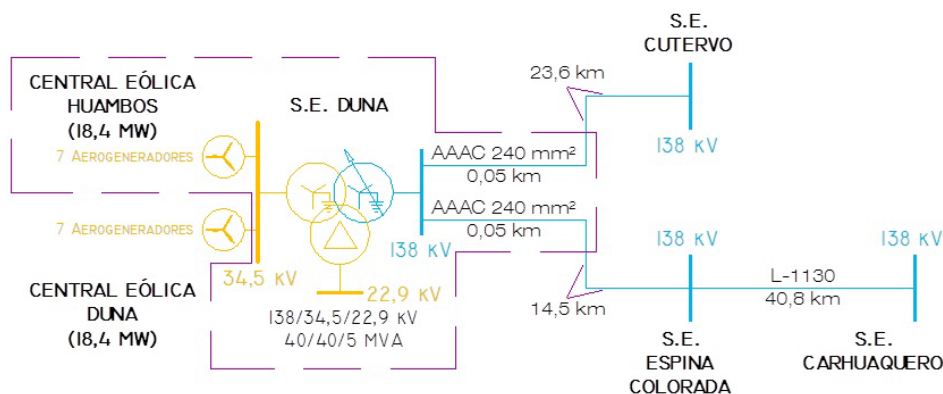 S.E.
CUTERVO
23,6 km
138 kV
CENTRAL EÓLICA
HUAMBOS
(18,4 MW)
S.E. DUNA
7 AEROGENERADORES
AAAC 240 mm²
0,05 km
AAAC 240 mm²
0,05 km
7 AEROGENERADORES
138 kV
34,5 kV
22,9 kV
138/34,5/22,9 kV
40/40/5 MVA
CENTRAL EÓLICA
DUNA
(18,4 MW)
138 kV
138 kV
L-1130
40,8 km
14,5 km
S.E.
ESPINA
COLORADA
S.E.
CARHUAQUERO